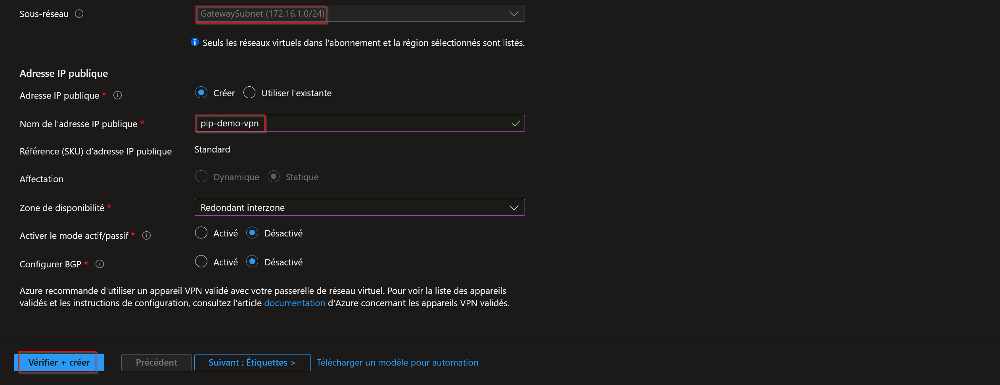 Sous-réseau
GatewaySubnet (172.16.1.0/24)
Seuls les réseaux virtuels dans l'abonnement et la région sélectionnés sont listés.
Adresse IP publique
Adresse IP publique *
Créer
Utiliser l'existante
Nom de l'adresse IP publique *
pip-demo-vpn
Référence (SKU) d'adresse IP publique
Standard
Affectation
Dynamique
Statique
Zone de disponibilité *
Redondant interzone
Activer le mode actif/passif *
Activé
Désactivé
Configurer BGP *
Activé
Désactivé
Azure recommande d'utiliser un appareil VPN validé avec votre passerelle de réseau virtuel. Pour voir la liste des appareils
validés et les instructions de configuration, consultez l'article documentation d'Azure concernant les appareils VPN validés.
Vérifier + créer
Précédent
Suivant : Étiquettes >
Télécharger un modèle pour automation